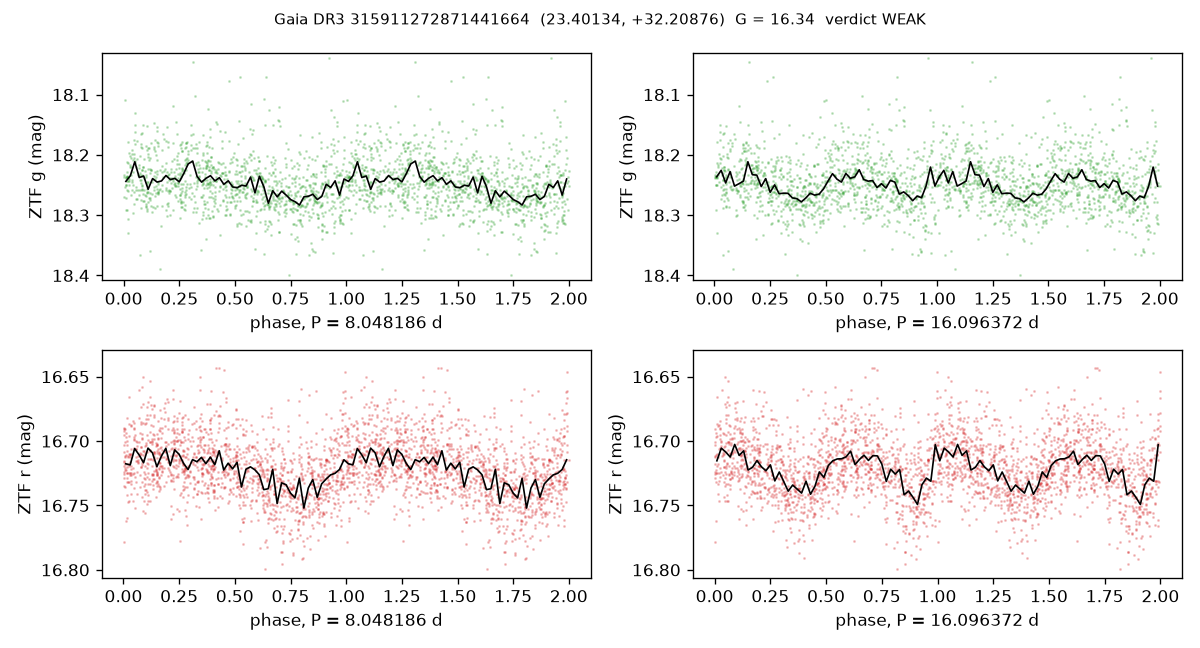 Gaia DR3 315911272871441664 (23.40134, +32.20876) G = 16.34 verdict WEAK
ZTF g (mag)
18.1
18.2
18.3
18.4
0.00 0.25 0.50 0.75 1.00 1.25 1.50 1.75 2.00
phase, P = 8.048186 d
ZTF g (mag)
18.1
18.2
18.3
18.4
0.00 0.25 0.50 0.75 1.00 1.25 1.50 1.75 2.00
phase, P = 16.096372 d
ZTF r (mag)
16.65
16.70
16.75
16.80
0.00 0.25 0.50 0.75 1.00 1.25 1.50 1.75 2.00
phase, P = 8.048186 d
ZTF r (mag)
16.65
16.70
16.75
16.80
0.00 0.25 0.50 0.75 1.00 1.25 1.50 1.75 2.00
phase, P = 16.096372 d